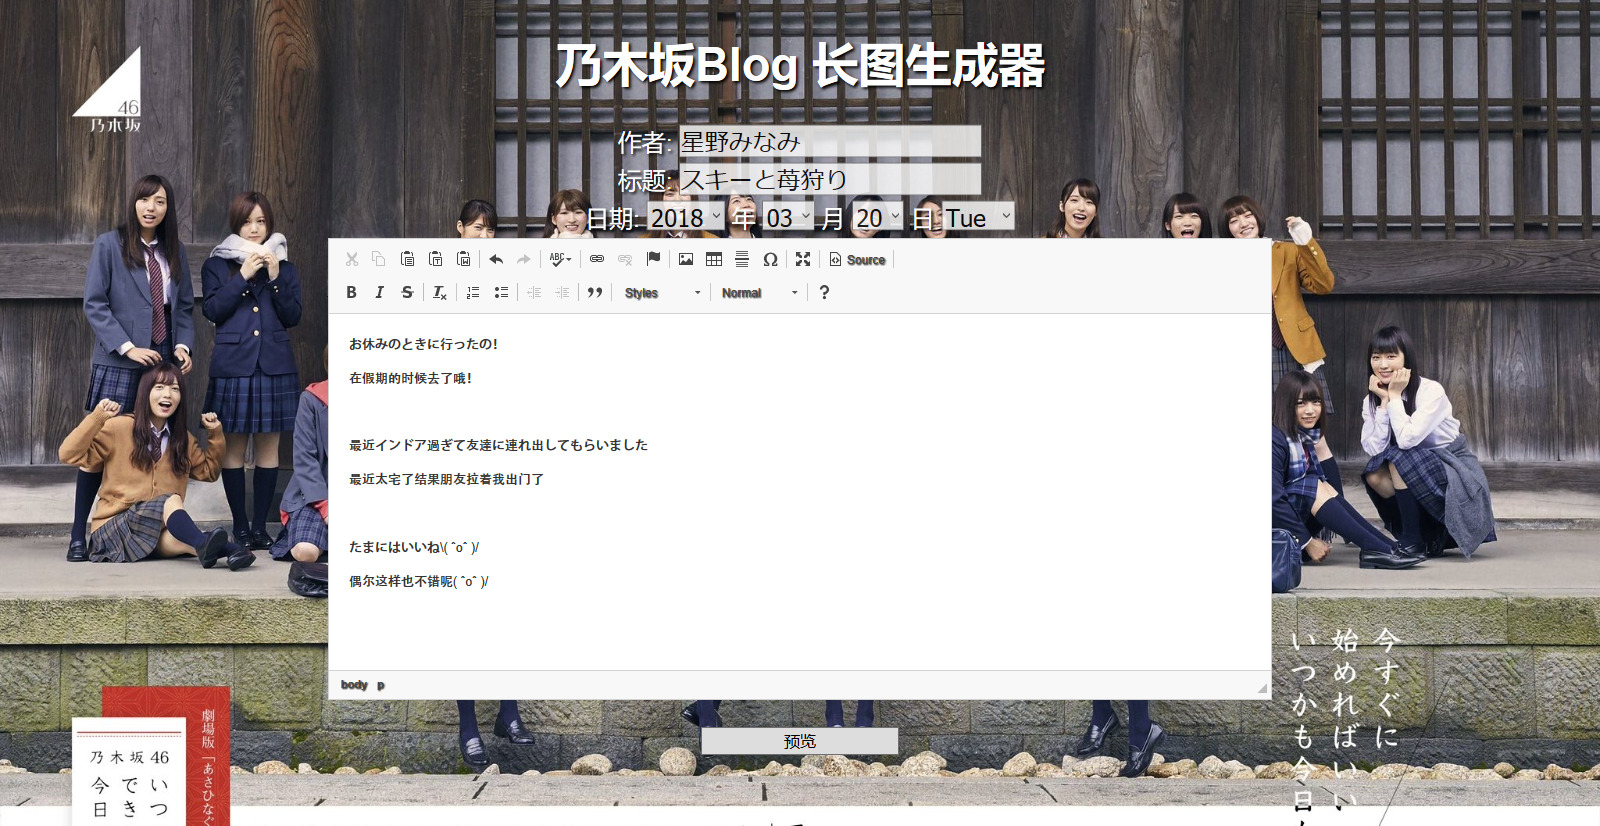 乃木坂Blog 长图生成器
46
乃木坂
作者: 星野みなみ
标题: スキーと苺狩り
日期: 2018 年 03 月 20 日 Tue
ABC
Source
B I S Tx Styles Normal ?
お休みのときに行ったの！
在假期的时候去了哦！
最近インドア過ぎて友達に連れ出してもらいました
最近太宅了结果朋友拉着我出门了
たまにはいいね\( ˆoˆ )/
偶尔这样也不错呢( ˆoˆ )/
body p
预览
今すぐに
始めればいい
いつかも今日
劇場版「あさひなぐ
乃木坂46
いつ
でき
今日